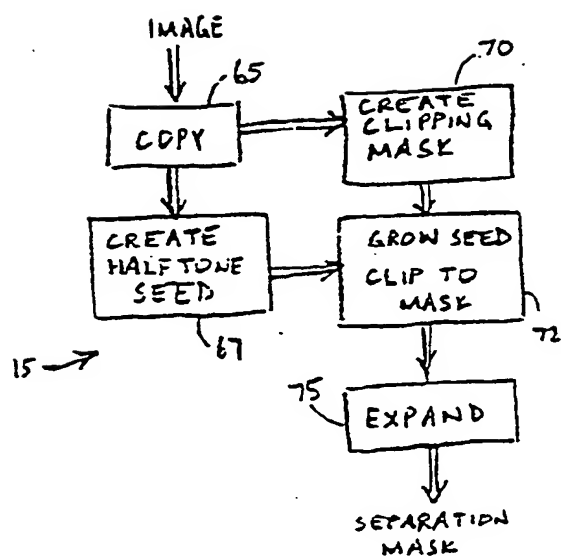 IMAGE
65
COPY
70
CREATE
CLIPPING
MASK
CREATE
HALFTONE
SEED
67
GROW SEED
CLIP TO
MASK
72
15
75
EXPAND
SEPARATION
MASK